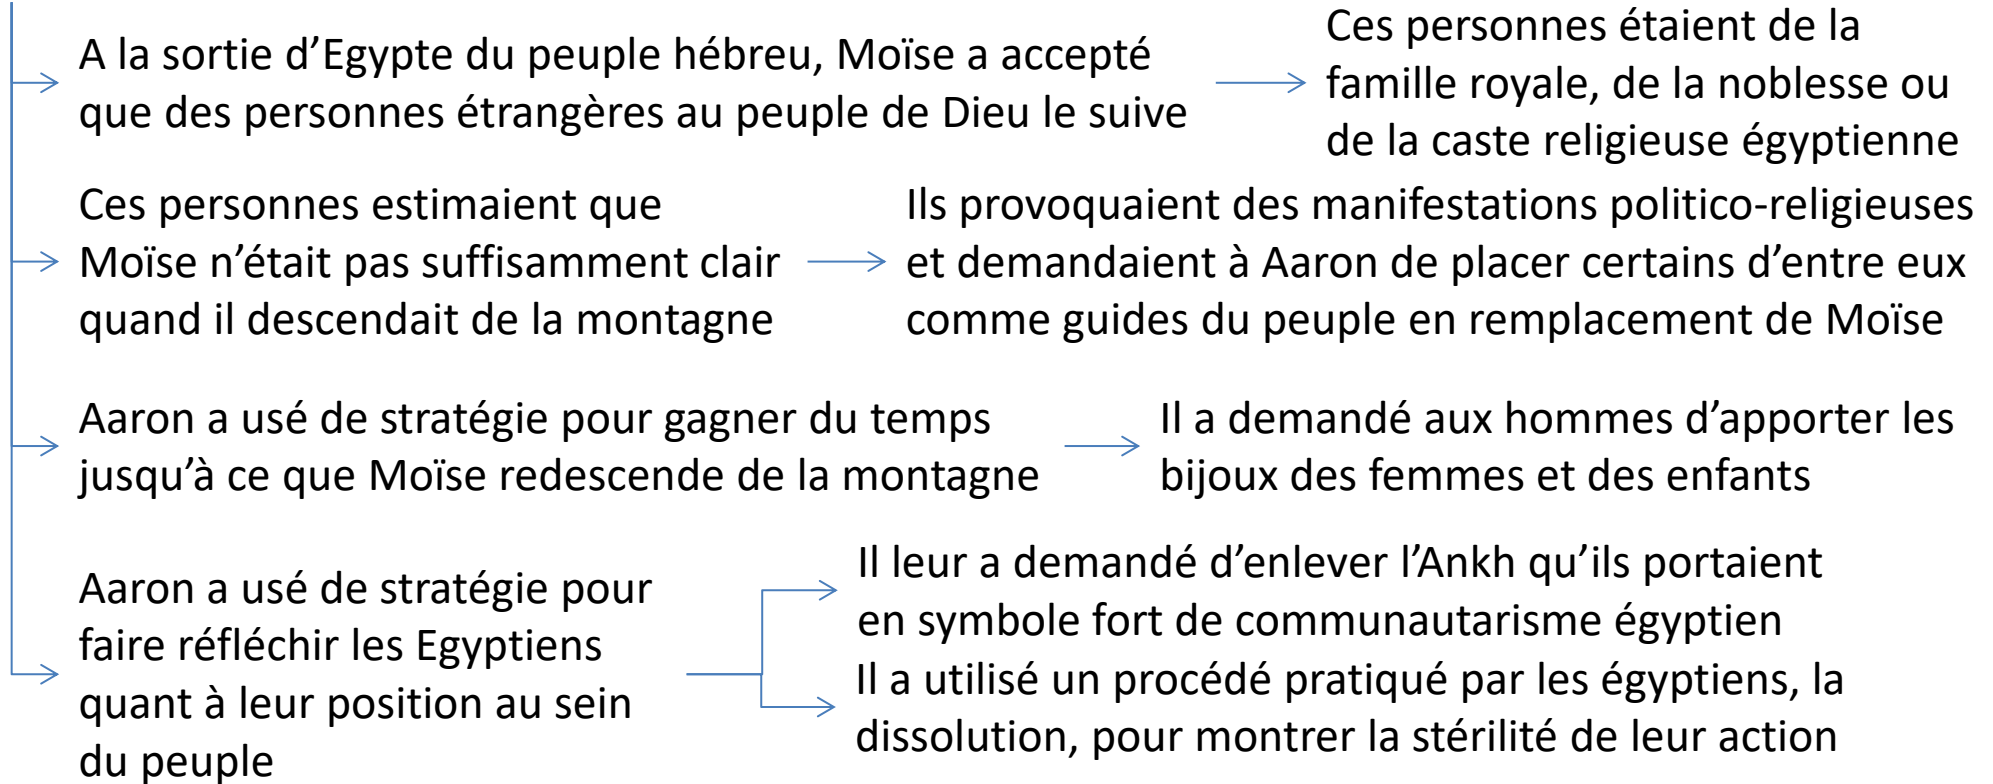 A la sortie d’Egypte du peuple hébreu, Moïse a accepté
que des personnes étrangères au peuple de Dieu le suive
Ces personnes étaient de la
famille royale, de la noblesse ou
de la caste religieuse égyptienne
Ces personnes estimaient que
Moïse n’était pas suffisamment clair
quand il descendait de la montagne
Ils provoquaient des manifestations politico-religieuses
et demandaient à Aaron de placer certains d’entre eux
comme guides du peuple en remplacement de Moïse
Aaron a usé de stratégie pour gagner du temps
jusqu’à ce que Moïse redescende de la montagne
Il a demandé aux hommes d’apporter les
bijoux des femmes et des enfants
Aaron a usé de stratégie pour
faire réfléchir les Egyptiens
quant à leur position au sein
du peuple
Il leur a demandé d’enlever l’Ankh qu’ils portaient
en symbole fort de communautarisme égyptien
Il a utilisé un procédé pratiqué par les égyptiens, la
dissolution, pour montrer la stérilité de leur action